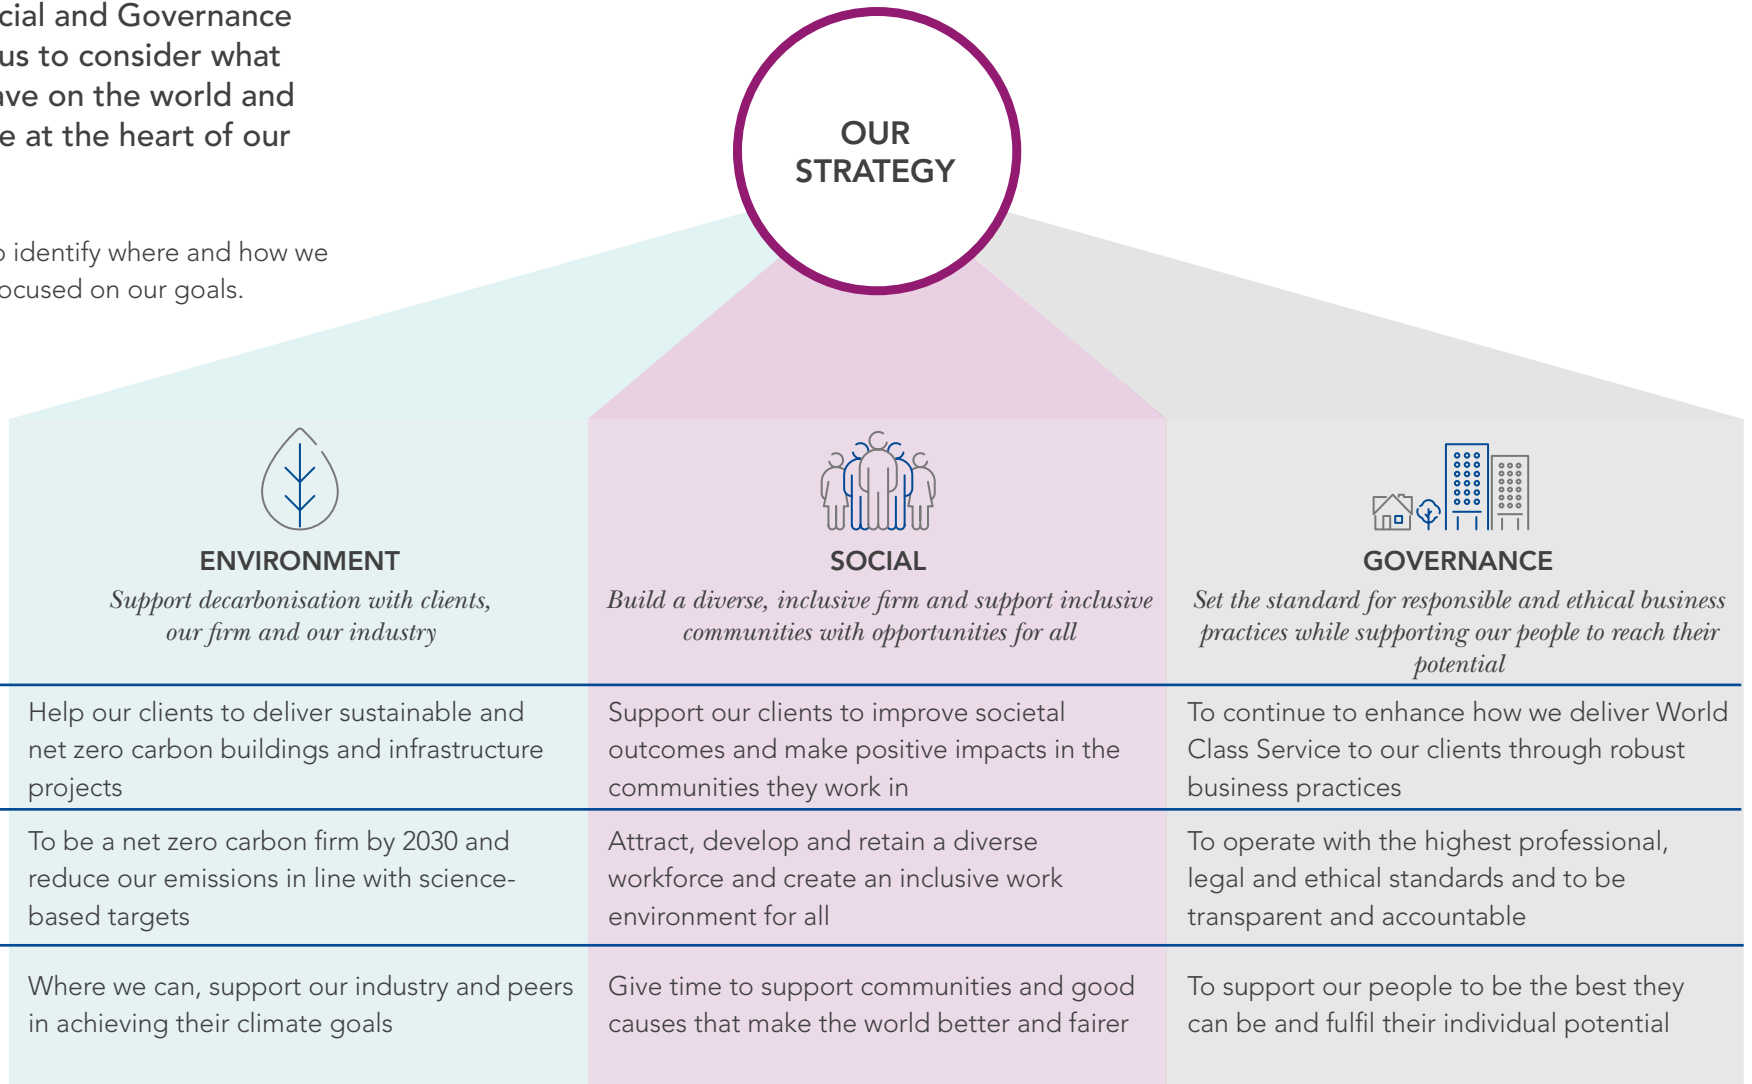 cial and Governance
us to consider what
ave on the world and
e at the heart of our
o identify where and how we
ocused on our goals.
OUR
STRATEGY
ENVIRONMENT
Support decarbonisation with clients,
our firm and our industry
Help our clients to deliver sustainable and
net zero carbon buildings and infrastructure
projects
To be a net zero carbon firm by 2030 and
reduce our emissions in line with science-
based targets
Where we can, support our industry and peers
in achieving their climate goals
SOCIAL
Build a diverse, inclusive firm and support inclusive
communities with opportunities for all
Support our clients to improve societal
outcomes and make positive impacts in the
communities they work in
Attract, develop and retain a diverse
workforce and create an inclusive work
environment for all
Give time to support communities and good
causes that make the world better and fairer
GOVERNANCE
Set the standard for responsible and ethical business
practices while supporting our people to reach their
potential
To continue to enhance how we deliver World
Class Service to our clients through robust
business practices
To operate with the highest professional,
legal and ethical standards and to be
transparent and accountable
To support our people to be the best they
can be and fulfil their individual potential